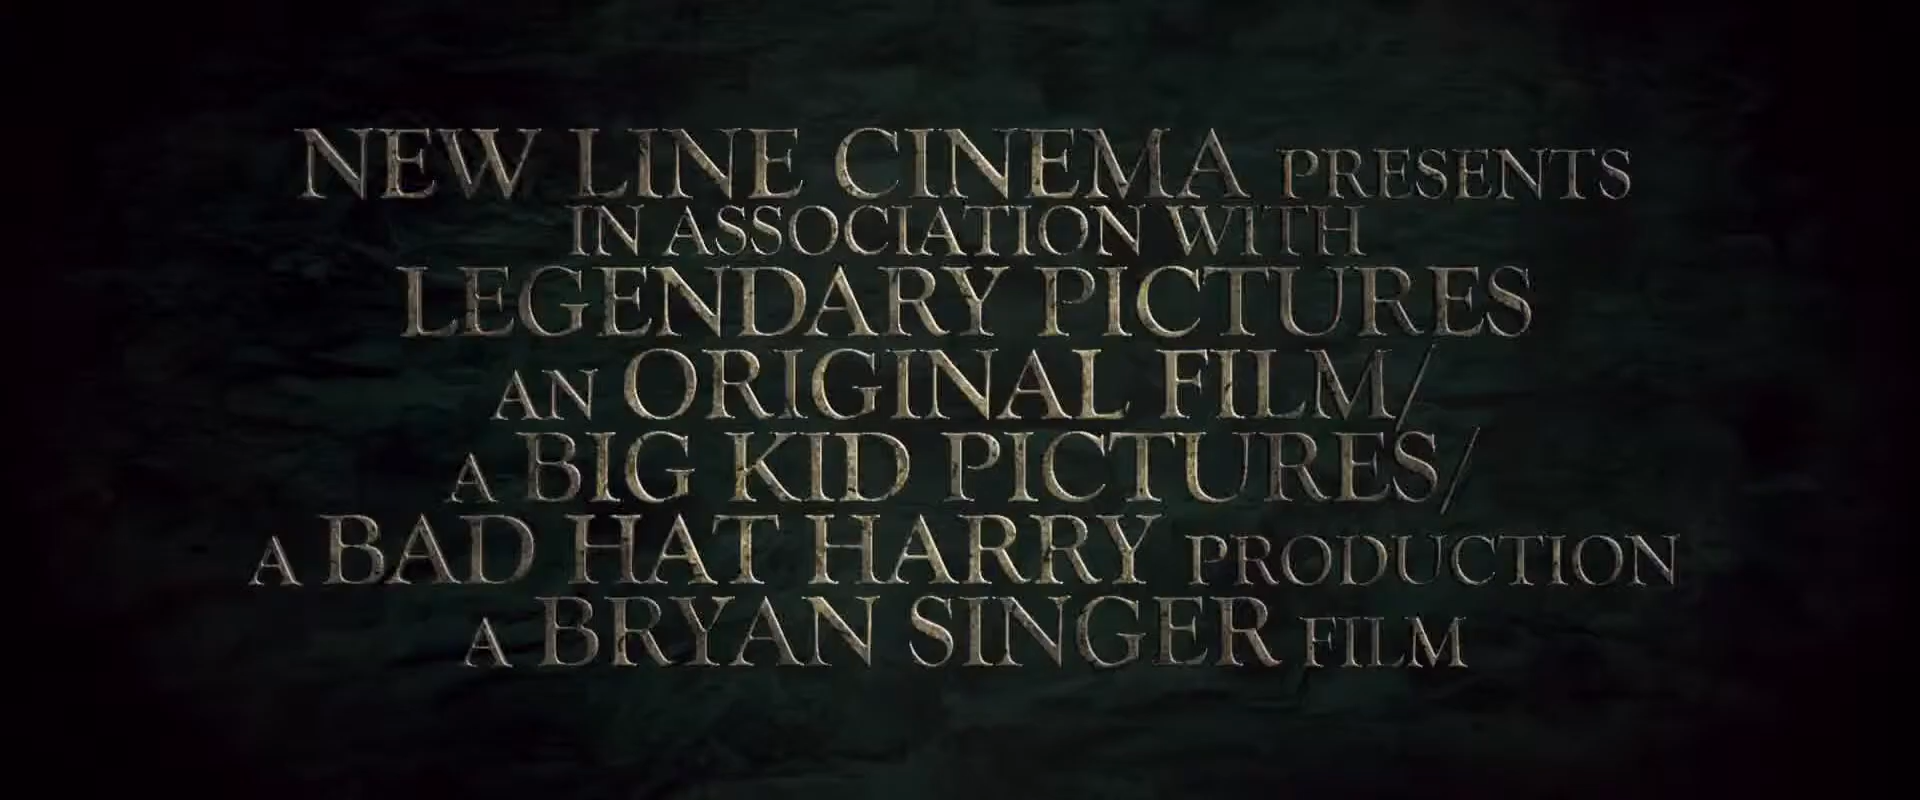 NEW LINE CINEMA PRESENTS
IN ASSOCIATION WITH
LEGENDARY PICTURES
AN ORIGINAL FILM/
A BIG KID PICTURES/
A BAD HAT HARRY PRODUCTION
A BRYAN SINGER FILM